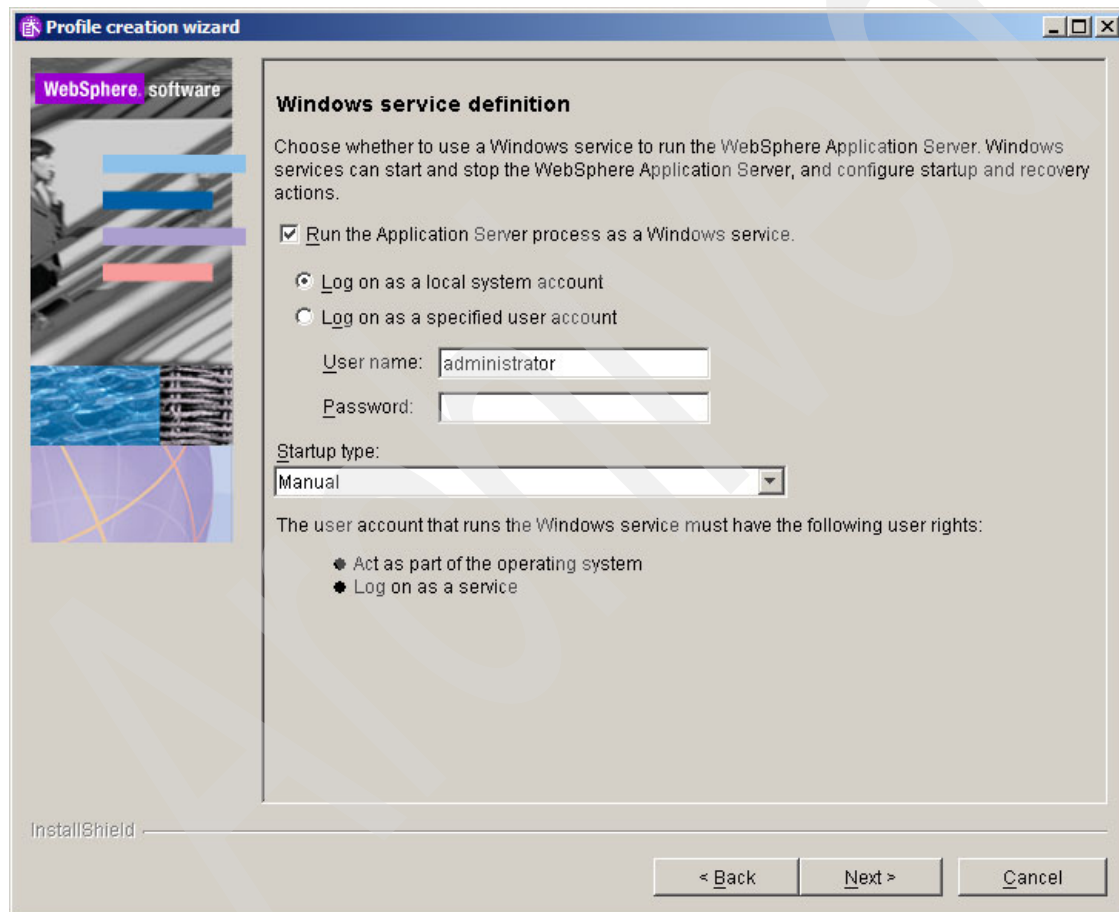 Profile creation wizard
WebSphere. software
Windows service definition
Choose whether to use a Windows service to run the WebSphere Application Server. Windows
services can start and stop the WebSphere Application Server, and configure startup and recovery
actions.
Run the Application Server process as a Windows service.
Log on as a local system account
Log on as a specified user account
User name: administrator
Password:
Startup type:
Manual
The user account that runs the Windows service must have the following user rights:
Act as part of the operating system
Log on as a service
InstallShield
< Back Next > Cancel